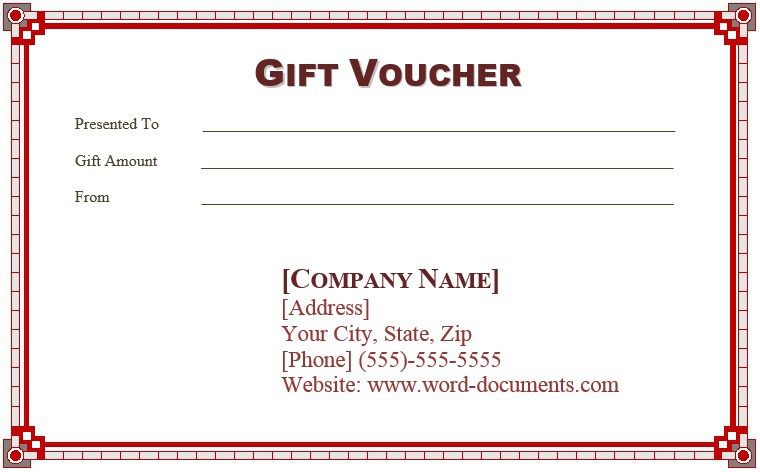 GIFT VOUCHER
Presented To
Gift Amount
From
[COMPANY NAME]
[Address]
Your City, State, Zip
[Phone] (555)-555-5555
Website: www.word-documents.com